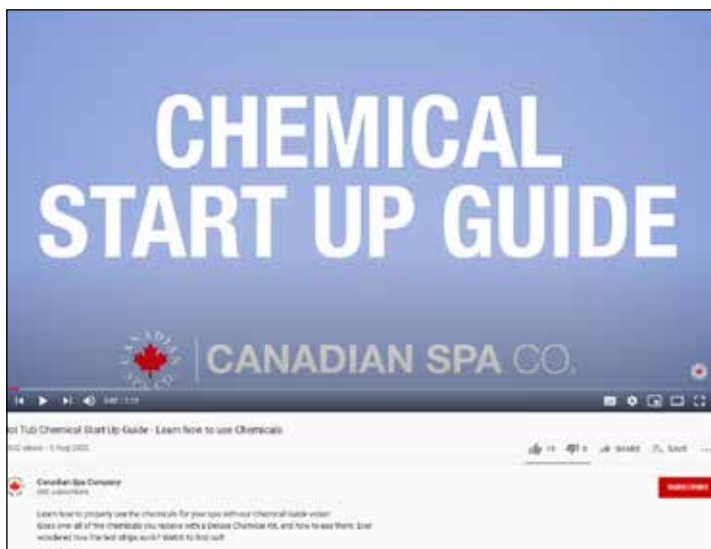 CHEMICAL
START UP GUIDE
CANADIAN SPA CO.
CANADIAN
SPA CO.
Tub Chemical Start Up Guide - Learn how to use Chemicals
SHARE
SAVE
Canadian Spa Company
SUBSCRIBE
Learn how to properly use the chemicals for your spa with our Chemical Guide video!
Goes over all of the chemicals you receive with a Deluxe Chemical Kit, and how to use them. Ever
wondered how the test strips work? Watch to find out!